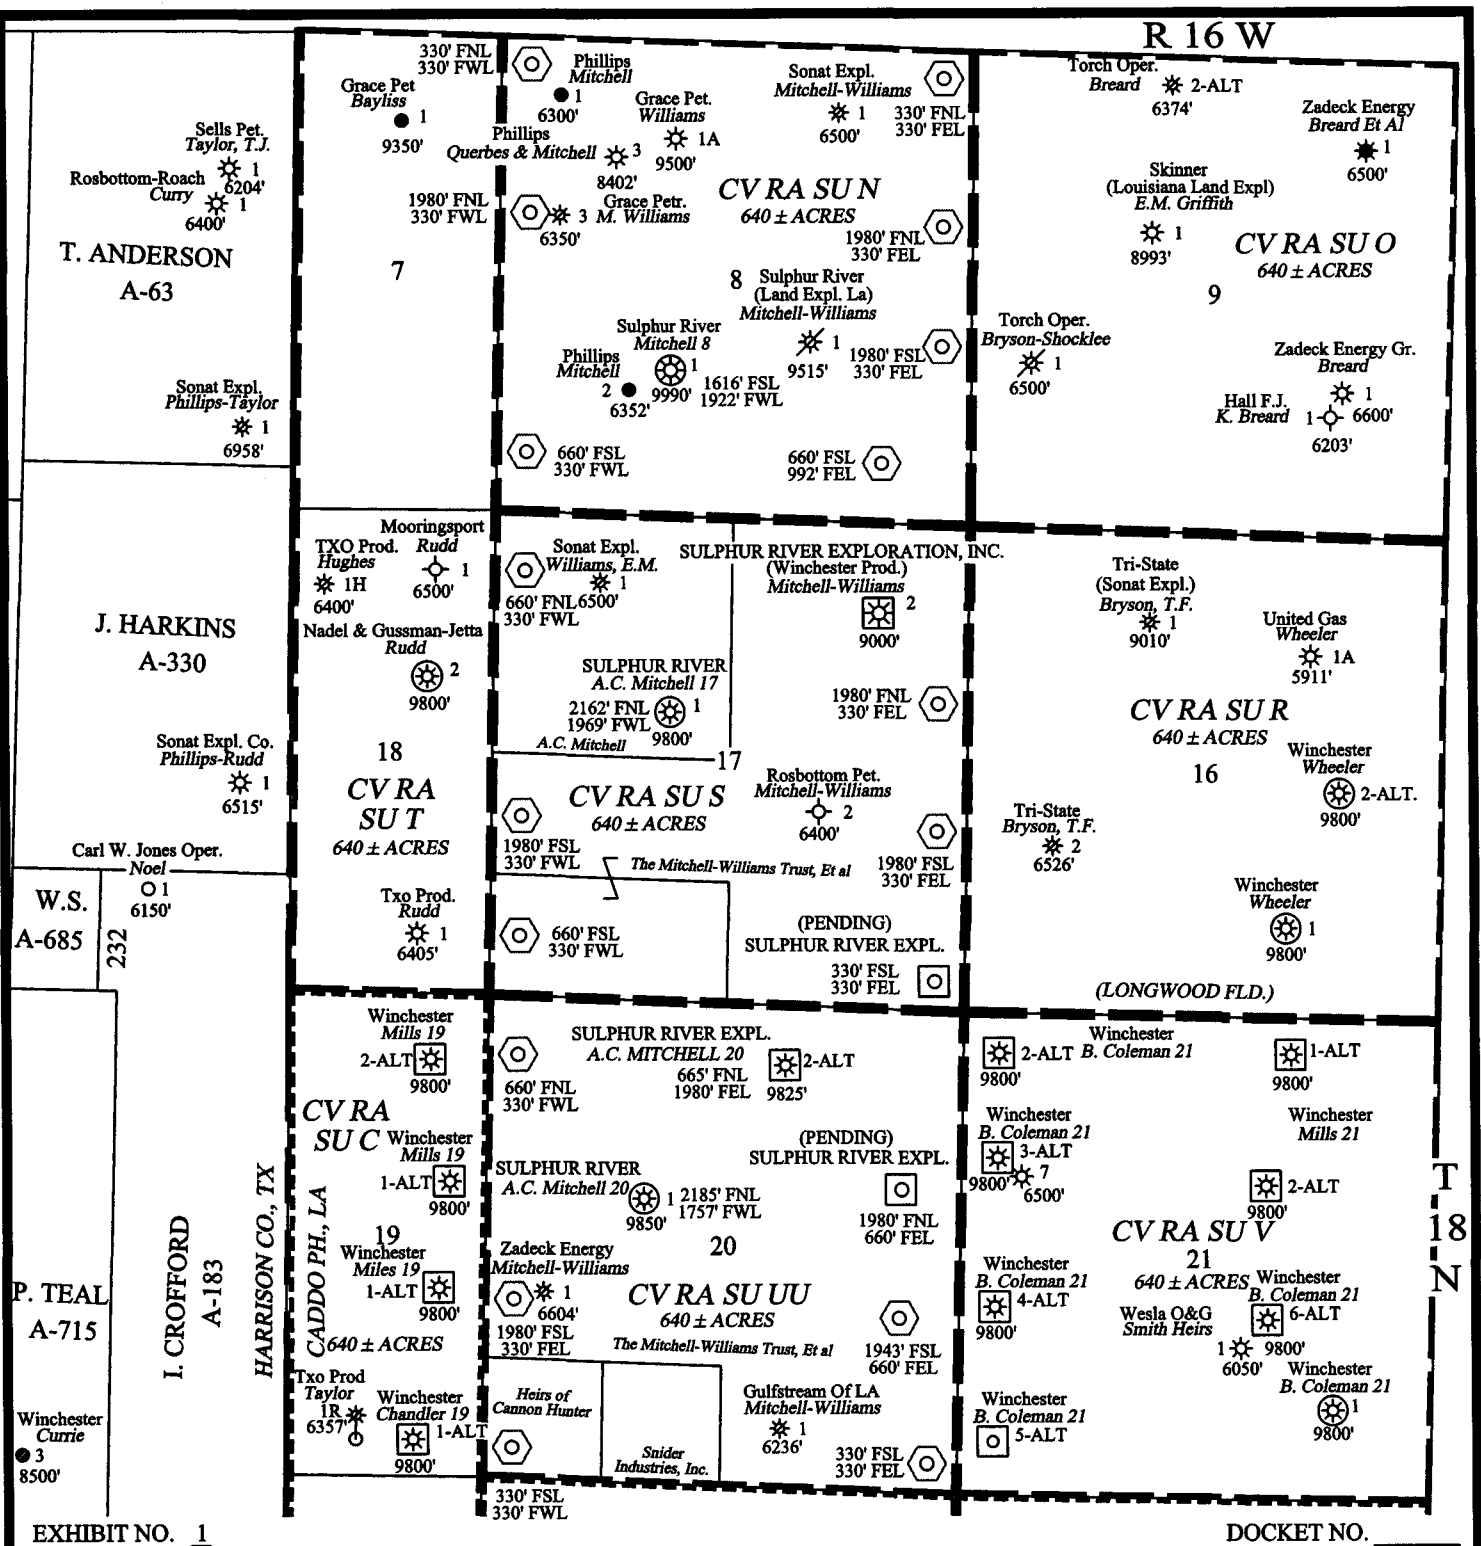 R 16 W
330' FNL
330' FWL
Grace Pet
Bayliss
1
9350'
Phillips
Mitchell
1
6300'
Grace Pet.
Williams
1A
9500'
Phillips
Querbes & Mitchell
3
8402'
Sonat Expl.
Mitchell-Williams
1
6500'
330' FNL
330' FEL
Torch Oper.
Breard
2-ALT
6374'
Zadeck Energy
Breard Et Al
1
6500'
Sells Pet.
Taylor, T.J.
1
6204'
Rosbottom-Roach
Curry
1
6400'
T. ANDERSON
A-63
1980' FNL
330' FWL
3
6350'
Grace Petr.
M. Williams
CV RA SU N
640 ± ACRES
1980' FNL
330' FEL
Skinner
(Louisiana Land Expl)
E.M. Griffith
1
8993'
CV RA SU O
640 ± ACRES
7
8
9
Sulphur River
(Land Expl. La)
Mitchell-Williams
1
9515'
Sulphur River
Mitchell 8
1
9990'
1616' FSL
1922' FWL
Phillips
Mitchell
2
6352'
1980' FSL
330' FEL
Torch Oper.
Bryson-Shocklee
1
6500'
Zadeck Energy Gr.
Breard
1
6600'
Hall F.J.
K. Breard
1
6203'
Sonat Expl.
Phillips-Taylor
1
6958'
660' FSL
330' FWL
660' FSL
992' FEL
J. HARKINS
A-330
TXO Prod.
Hughes
1H
6400'
Mooringsport
Rudd
1
6500'
Nadel & Gussman-Jetta
Rudd
2
9800'
Sonat Expl.
Williams, E.M.
1
6500'
660' FNL
330' FWL
SULPHUR RIVER EXPLORATION, INC.
(Winchester Prod.)
Mitchell-Williams
2
9000'
SULPHUR RIVER
A.C. Mitchell 17
2162' FNL
1969' FWL
1
9800'
A.C. Mitchell
1980' FNL
330' FEL
Tri-State
(Sonat Expl.)
Bryson, T.F.
1
9010'
United Gas
Wheeler
1A
5911'
CV RA SU R
640 ± ACRES
16
Winchester
Wheeler
2-ALT.
9800'
Sonat Expl. Co.
Phillips-Rudd
1
6515'
18
CV RA
SU T
640 ± ACRES
17
CV RA SU S
640 ± ACRES
1980' FSL
330' FWL
Rosbottom Pet.
Mitchell-Williams
2
6400'
The Mitchell-Williams Trust, Et al
1980' FSL
330' FEL
Tri-State
Bryson, T.F.
2
6526'
Winchester
Wheeler
1
9800'
Carl W. Jones Oper.
Noel
1
6150'
W.S.
A-685
232
Txo Prod.
Rudd
1
6405'
660' FSL
330' FWL
(PENDING)
SULPHUR RIVER EXPL.
330' FSL
330' FEL
(LONGWOOD FLD.)
Winchester
Mills 19
2-ALT
9800'
CV RA
SU C
Winchester
Mills 19
1-ALT
9800'
19
Winchester
Miles 19
1-ALT
9800'
640 ± ACRES
Txo Prod
Taylor
1R
6357'
Winchester
Chandler 19
1-ALT
9800'
660' FNL
330' FWL
SULPHUR RIVER EXPL.
A.C. MITCHELL 20
665' FNL
1980' FEL
2-ALT
9825'
(PENDING)
SULPHUR RIVER EXPL.
1980' FNL
660' FEL
SULPHUR RIVER
A.C. Mitchell 20
1
9850'
2185' FNL
1757' FWL
20
Zadeck Energy
Mitchell-Williams
1
6604'
1980' FSL
330' FEL
CV RA SU UU
640 ± ACRES
The Mitchell-Williams Trust, Et al
1943' FSL
660' FEL
Heirs of
Cannon Hunter
Snider
Industries, Inc.
Gulfstream Of LA
Mitchell-Williams
1
6236'
330' FSL
330' FEL
330' FSL
330' FWL
Winchester
B. Coleman 21
2-ALT
9800'
1-ALT
9800'
Winchester
B. Coleman 21
3-ALT
9800'
7
6500'
Winchester
Mills 21
2-ALT
9800'
CV RA SU V
21
640 ± ACRES
Winchester
B. Coleman 21
4-ALT
9800'
Winchester
B. Coleman 21
6-ALT
9800'
Wesla O&G
Smith Heirs
1
6050'
Winchester
B. Coleman 21
1
9800'
Winchester
B. Coleman 21
5-ALT
T
18
N
P. TEAL
A-715
I. CROFFORD
A-183
HARRISON CO., TX
CADDO PH., LA
Winchester
Currie
3
8500'
EXHIBIT NO. 1
DOCKET NO.